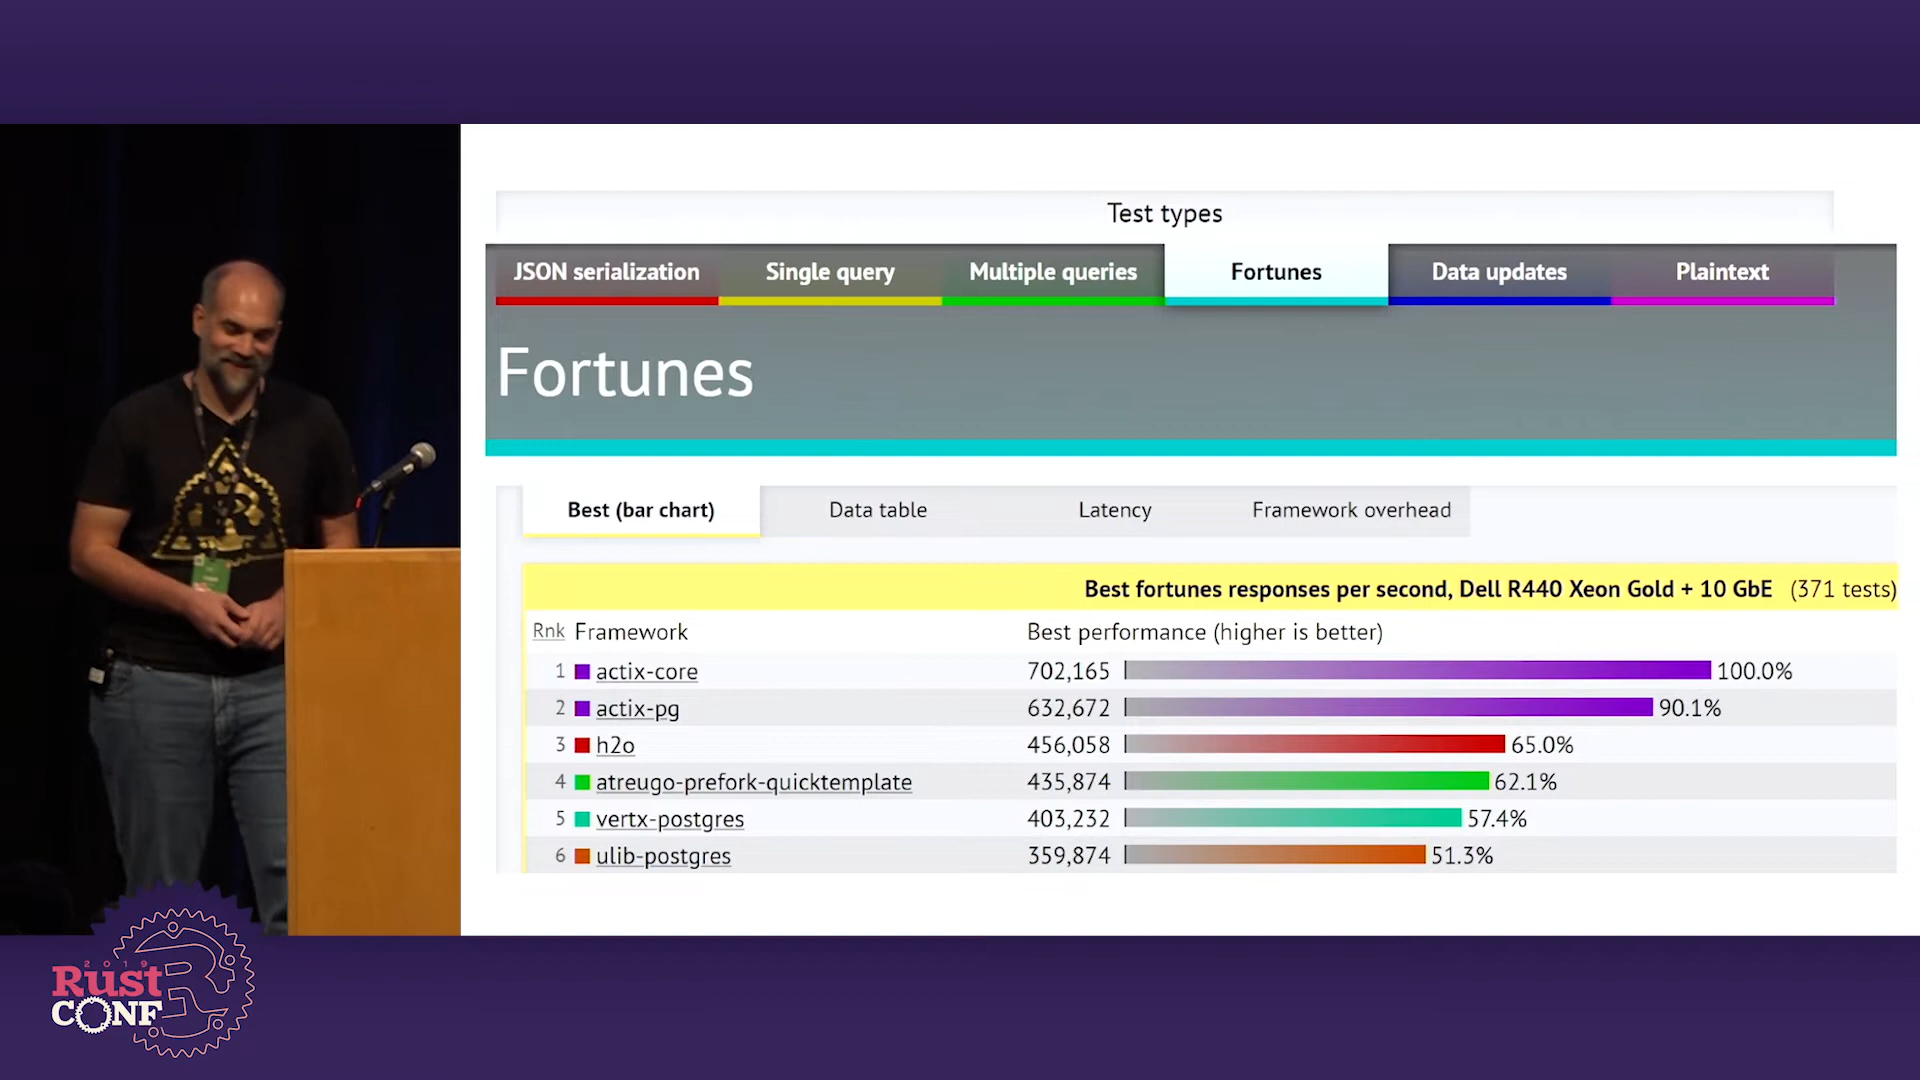 Test types
JSON serialization Single query Multiple queries Fortunes Data updates Plaintext
Fortunes
Best (bar chart) Data table Latency Framework overhead
Best fortunes responses per second, Dell R440 Xeon Gold + 10 GbE (371 tests)
Rnk Framework Best performance (higher is better)
1 actix-core 702,165 100.0%
2 actix-pg 632,672 90.1%
3 h2o 456,058 65.0%
4 atreugo-prefork-quicktemplate 435,874 62.1%
5 vertx-postgres 403,232 57.4%
6 ulib-postgres 359,874 51.3%
2019
Rust
CONF
R